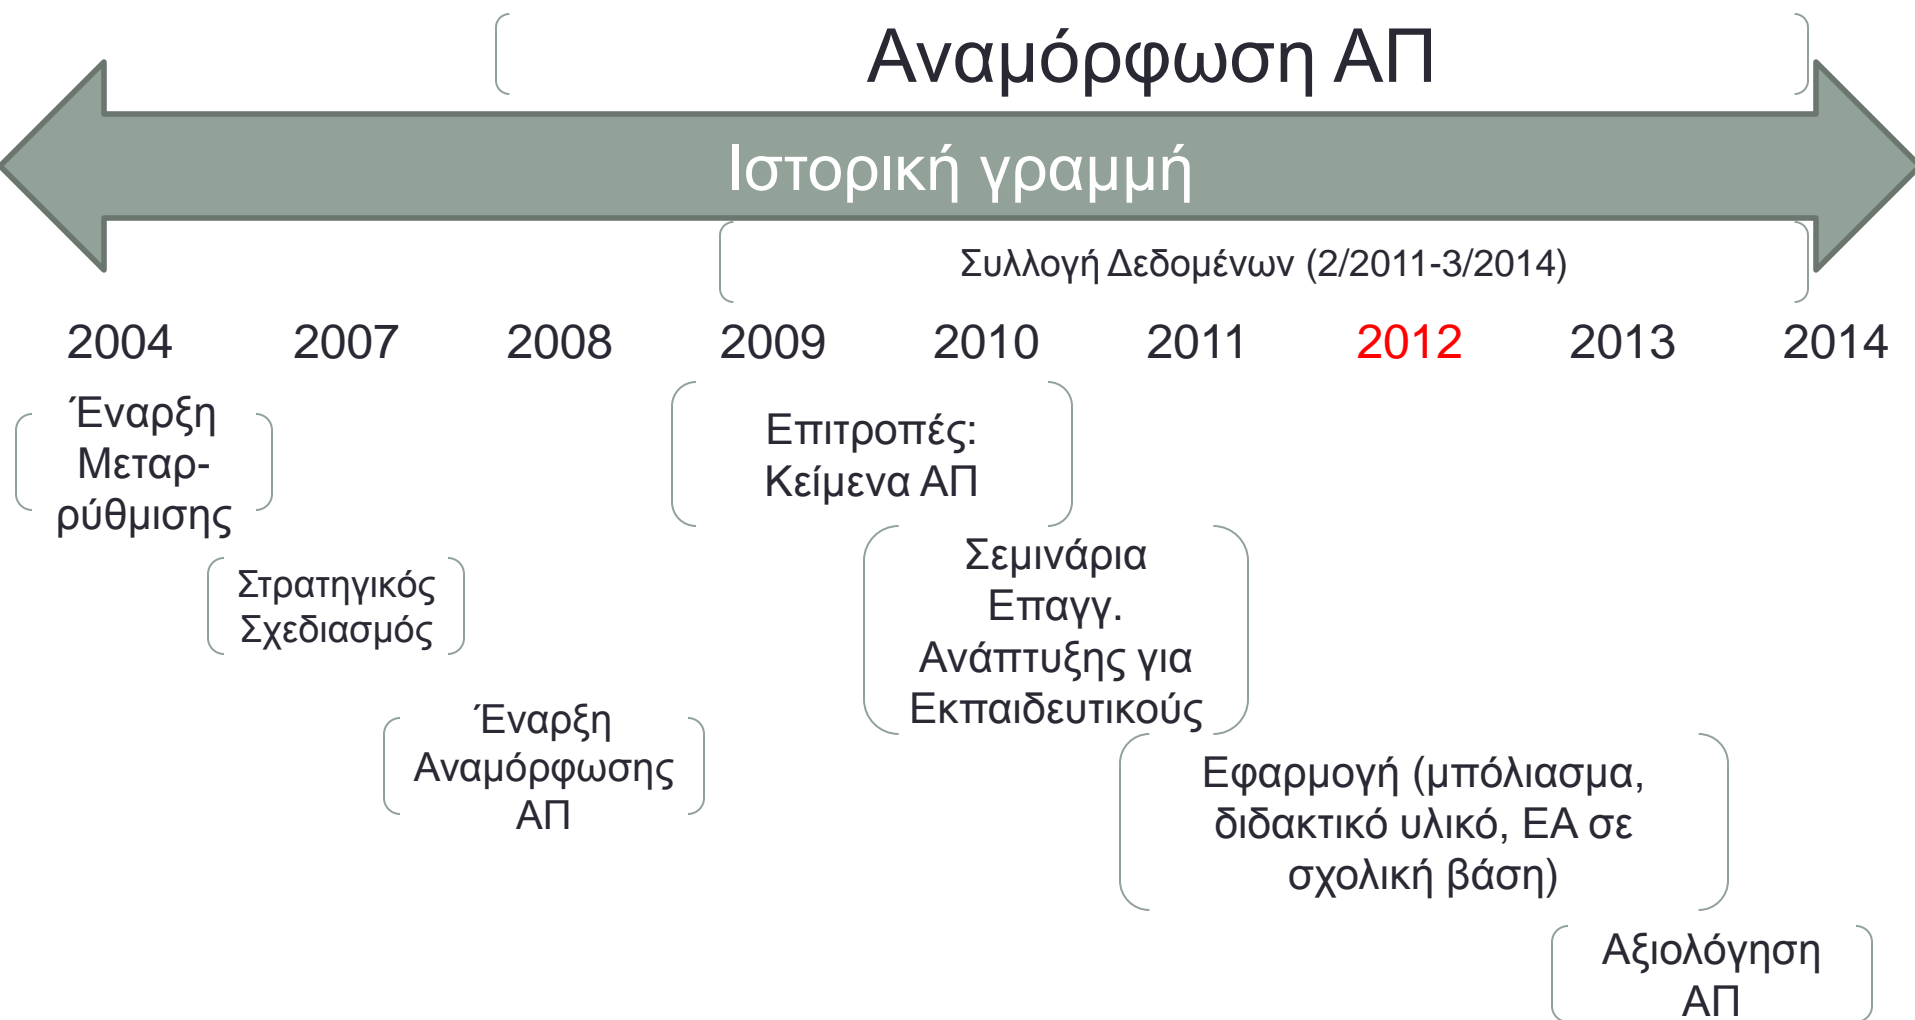 Αναμόρφωση ΑΠ
Ιστορική γραμμή
Συλλογή Δεδομένων (2/2011-3/2014)
2004 2007 2008 2009 2010 2011 2012 2013 2014
Έναρξη
Μεταρ-
ρύθμισης
Επιτροπές:
Κείμενα ΑΠ
Στρατηγικός
Σχεδιασμός
Σεμινάρια
Επαγγ.
Ανάπτυξης για
Εκπαιδευτικούς
Έναρξη
Αναμόρφωσης
ΑΠ
Εφαρμογή (μπόλιασμα,
διδακτικό υλικό, ΕΑ σε
σχολική βάση)
Αξιολόγηση
ΑΠ